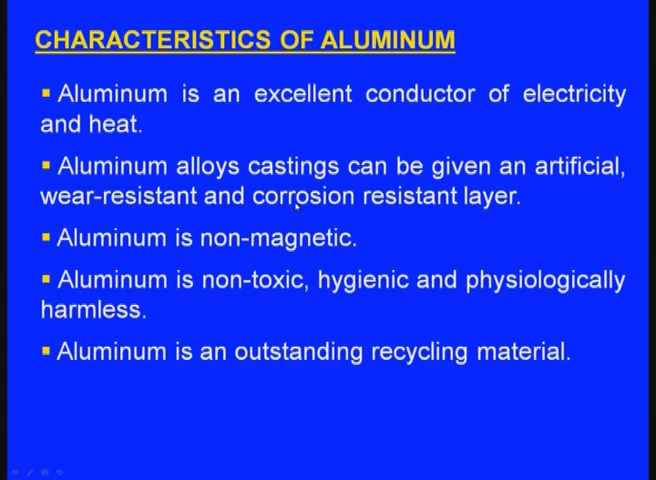 CHARACTERISTICS OF ALUMINUM
▪ Aluminum is an excellent conductor of electricity
and heat.
▪ Aluminum alloys castings can be given an artificial,
wear-resistant and corrosion resistant layer.
▪ Aluminum is non-magnetic.
▪ Aluminum is non-toxic, hygienic and physiologically
harmless.
▪ Aluminum is an outstanding recycling material.